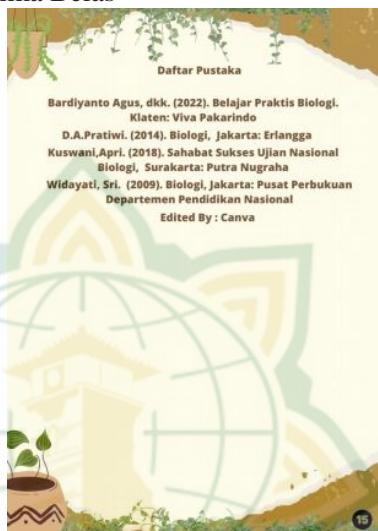 Daftar Pustaka
Bardiyanto Agus, dkk. (2022). Belajar Praktis Biologi.
Klaten: Viva Pakarindo
D.A.Pratiwi. (2014). Biologi, Jakarta: Erlangga
Kuswani,Apri. (2018). Sahabat Sukses Ujian Nasional
Biologi, Surakarta: Putra Nugraha
Widayati, Sri. (2009). Biologi, Jakarta: Pusat Perbukuan
Departemen Pendidikan Nasional
Edited By : Canva
15